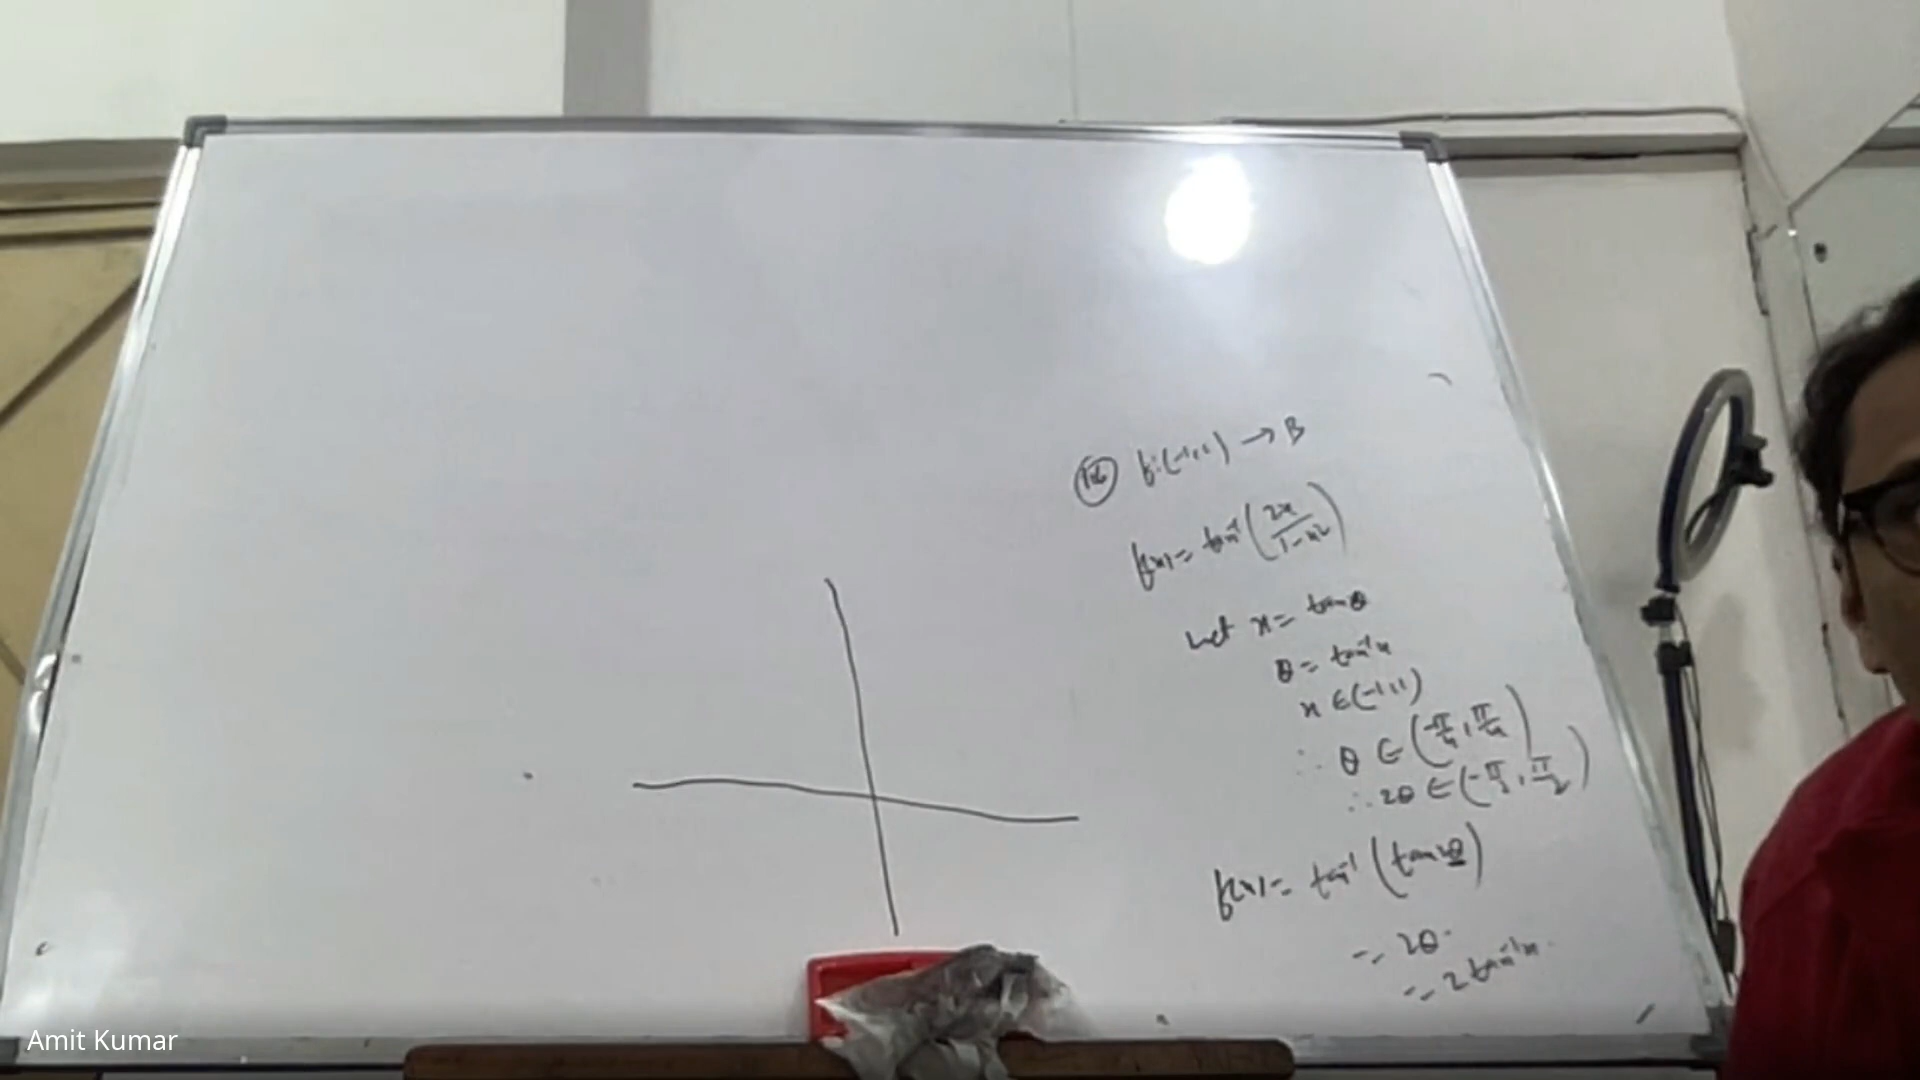 f:(-1,1) → B
f(x) = tan⁻¹(2x/1-x²)
Let x = tanθ
θ = tan⁻¹x
x ∈ (-1,1)
∴ θ ∈ (-π/4, π/4)
∴ 2θ ∈ (-π/2, π/2)
f(x) = tan⁻¹(tan2θ)
= 2θ.
= 2tan⁻¹x.
Amit Kumar